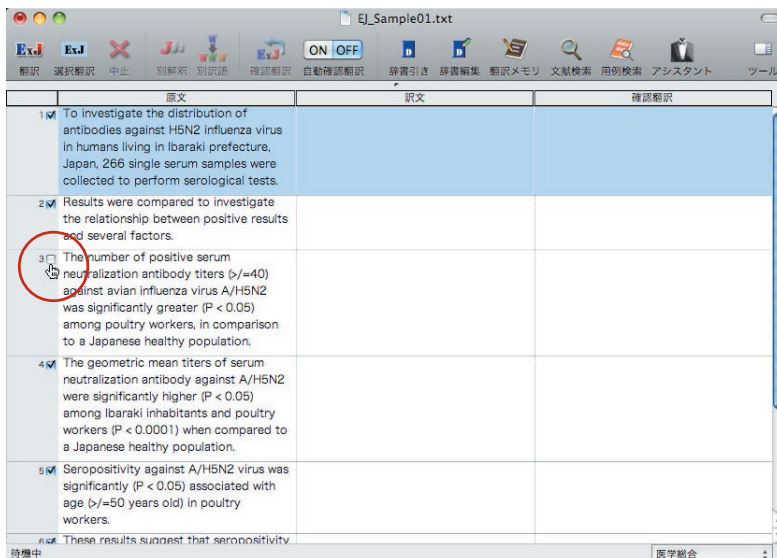 EJ_Sample01.txt
ExJ ExJ ON OFF
翻訳 選択翻訳 中止 別解釈 別訳語 確認翻訳 自動確認翻訳 辞書引き 辞書編集 翻訳メモリ 文献検索 用例検索 アシスタント ツール
原文 訳文 確認翻訳
1 To investigate the distribution of
antibodies against H5N2 influenza virus
in humans living in Ibaraki prefecture,
Japan, 266 single serum samples were
collected to perform serological tests.
2 Results were compared to investigate
the relationship between positive results
and several factors.
3 The number of positive serum
neutralization antibody titers (>/=40)
against avian influenza virus A/H5N2
was significantly greater (P < 0.05)
among poultry workers, in comparison
to a Japanese healthy population.
4 The geometric mean titers of serum
neutralization antibody against A/H5N2
were significantly higher (P < 0.05)
among Ibaraki inhabitants and poultry
workers (P < 0.0001) when compared to
a Japanese healthy population.
5 Seropositivity against A/H5N2 virus was
significantly (P < 0.05) associated with
age (>/=50 years old) in poultry
workers.
6 These results suggest that seropositivity
待機中 医学総合